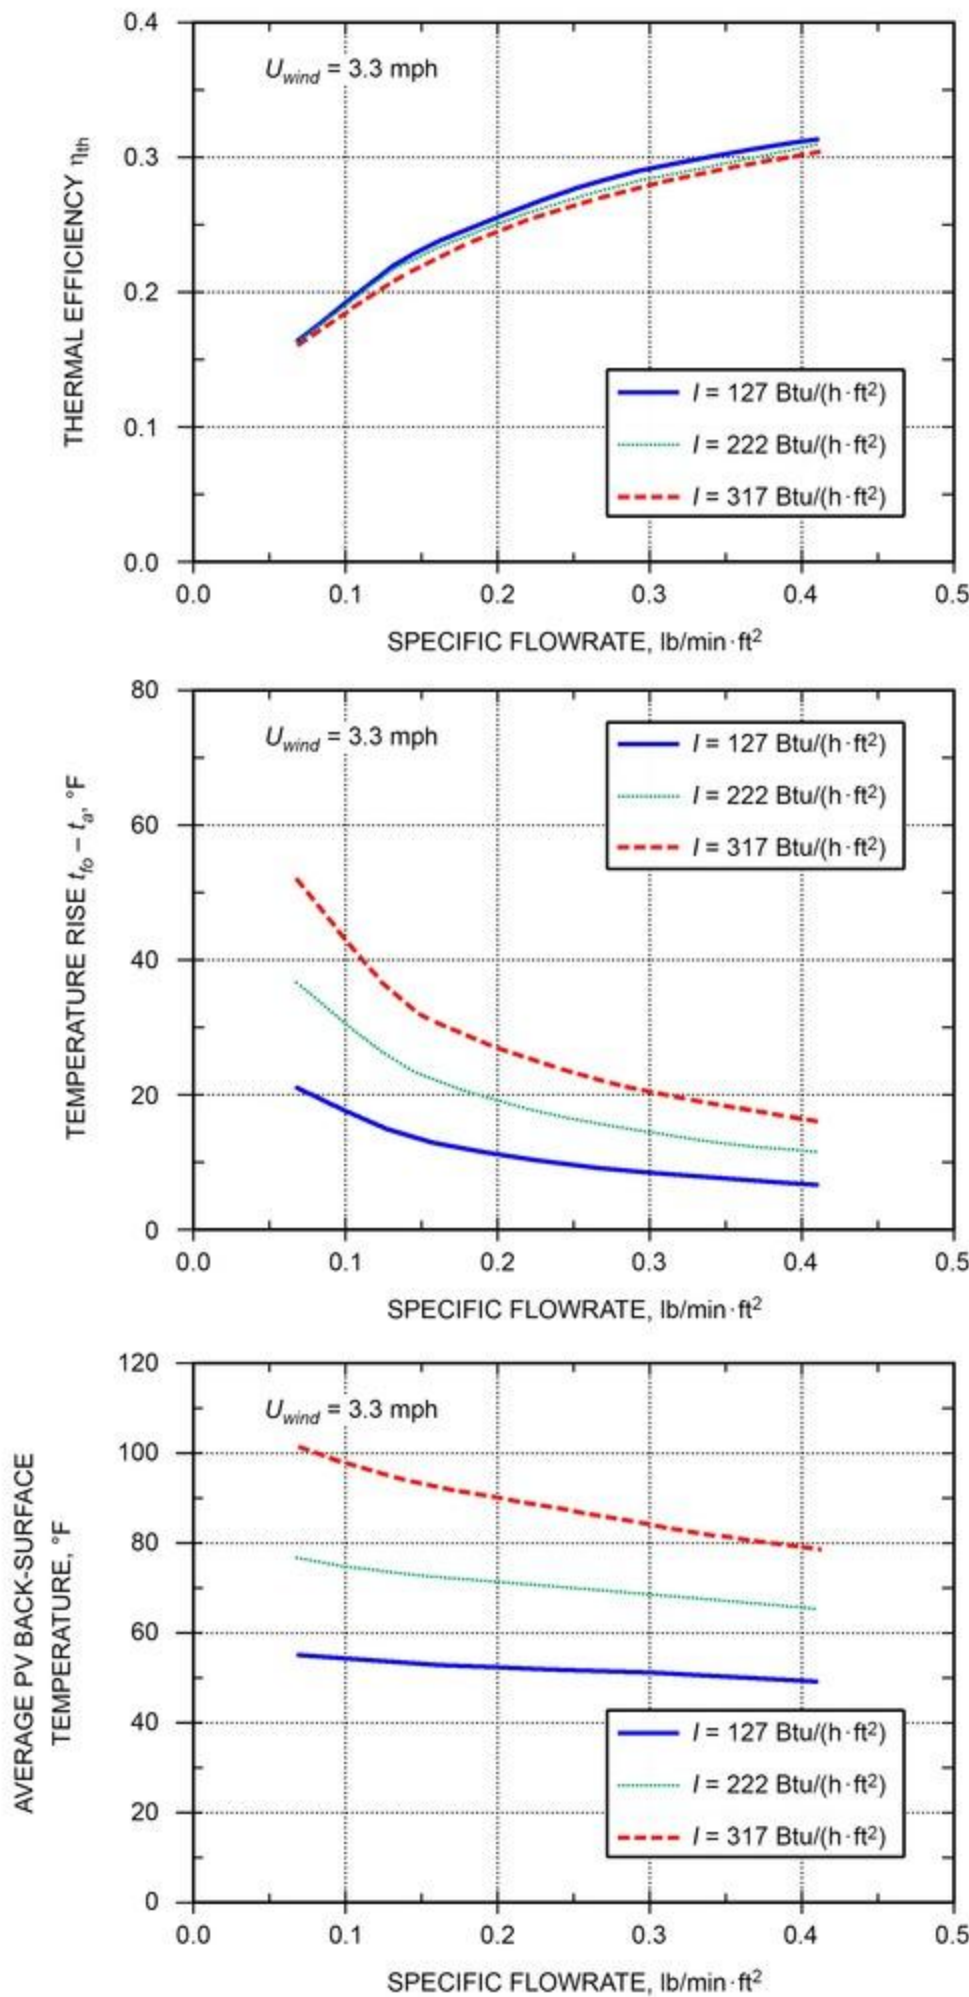 0.4
U_wind = 3.3 mph
0.3
THERMAL EFFICIENCY η_th
0.2
I = 127 Btu/(h·ft²)
I = 222 Btu/(h·ft²)
0.1
I = 317 Btu/(h·ft²)
0.0
0.0 0.1 0.2 0.3 0.4 0.5
SPECIFIC FLOWRATE, lb/min·ft²
80
U_wind = 3.3 mph
I = 127 Btu/(h·ft²)
I = 222 Btu/(h·ft²)
I = 317 Btu/(h·ft²)
60
TEMPERATURE RISE t_fo – t_a, °F
40
20
0
0.0 0.1 0.2 0.3 0.4 0.5
SPECIFIC FLOWRATE, lb/min·ft²
120
U_wind = 3.3 mph
100
AVERAGE PV BACK-SURFACE
TEMPERATURE, °F
80
60
40
I = 127 Btu/(h·ft²)
I = 222 Btu/(h·ft²)
20
I = 317 Btu/(h·ft²)
0
0.0 0.1 0.2 0.3 0.4 0.5
SPECIFIC FLOWRATE, lb/min·ft²